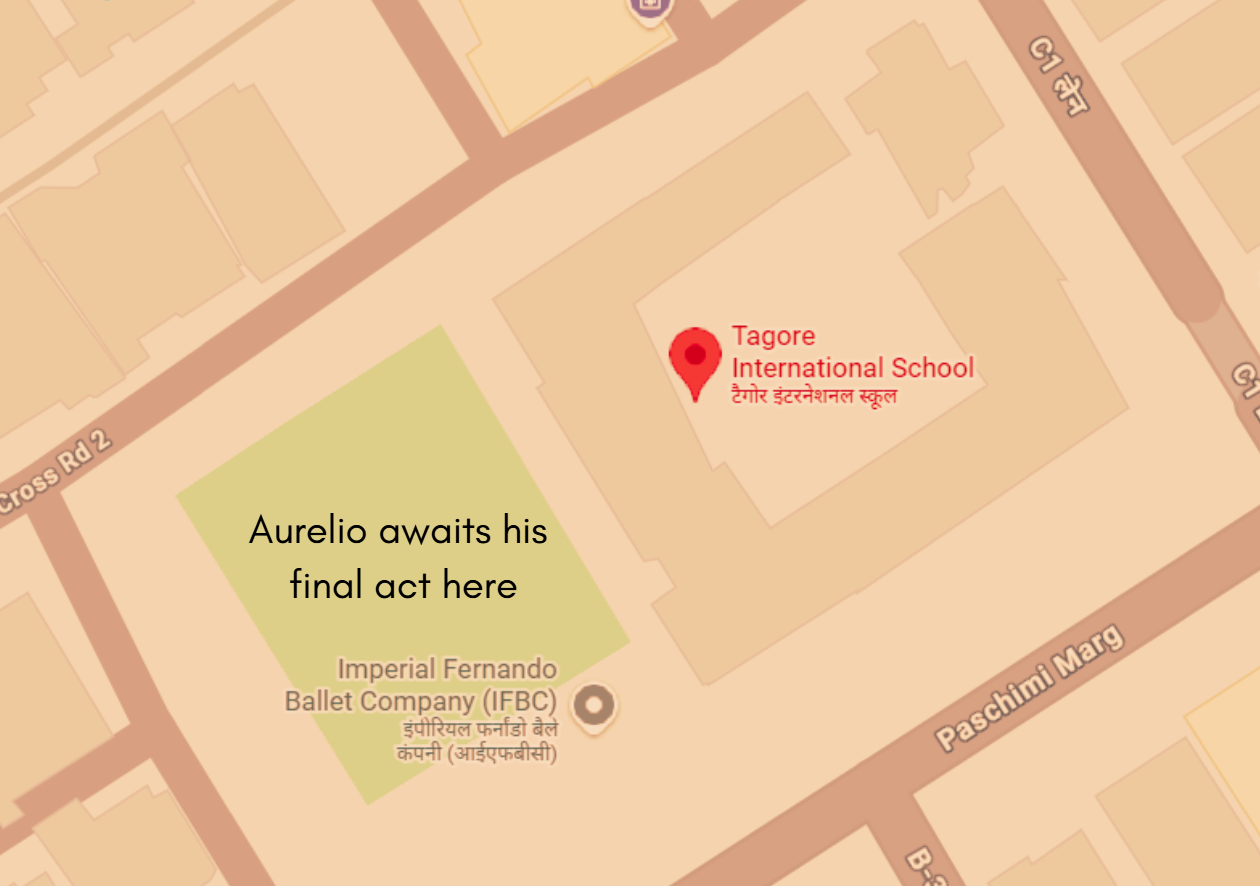 C1 लेन
Tagore
International School
टैगोर इंटरनेशनल स्कूल
C1
Cross Rd 2
Aurelio awaits his
final act here
Imperial Fernando
Ballet Company (IFBC)
इंपीरियल फर्नांडो बैले
कंपनी (आईएफबीसी)
Paschimi Marg